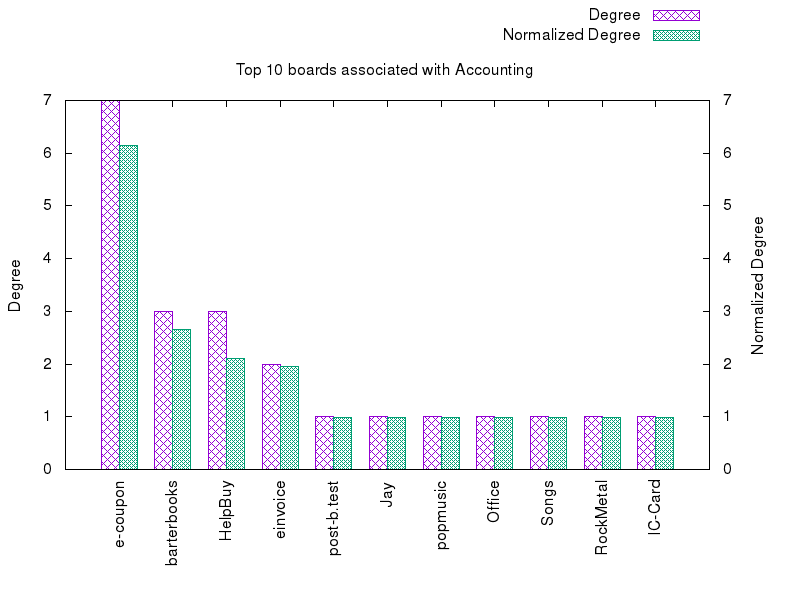 Degree
Normalized Degree
Top 10 boards associated with Accounting
7
6
5
4
3
2
1
0
7
6
5
4
3
2
1
0
Degree
Normalized Degree
e-coupon
barterbooks
HelpBuy
einvoice
post-b.test
Jay
popmusic
Office
Songs
RockMetal
IC-Card